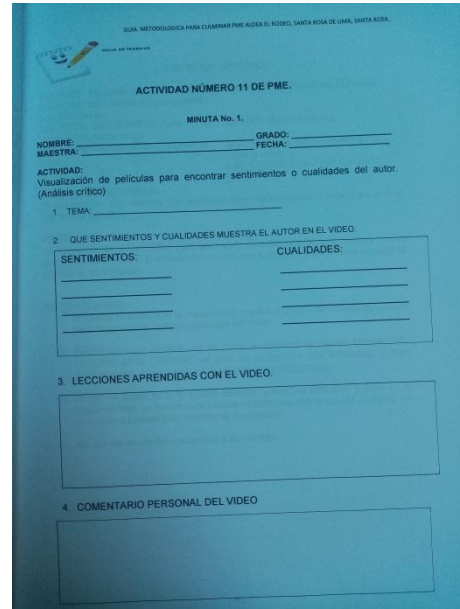 GUIA METODOLOGICA PARA CULMINAR PME ALDEA EL RODEO, SANTA ROSA DE LIMA, SANTA ROSA.
HOJA DE TRABAJO
ACTIVIDAD NÚMERO 11 DE PME.
MINUTA No. 1.
NOMBRE: GRADO:
MAESTRA: FECHA:
ACTIVIDAD:
Visualización de películas para encontrar sentimientos o cualidades del autor.
(Análisis crítico)
1. TEMA:
2. QUE SENTIMIENTOS Y CUALIDADES MUESTRA EL AUTOR EN EL VIDEO.
SENTIMIENTOS: CUALIDADES:
3. LECCIONES APRENDIDAS CON EL VIDEO.
4. COMENTARIO PERSONAL DEL VIDEO